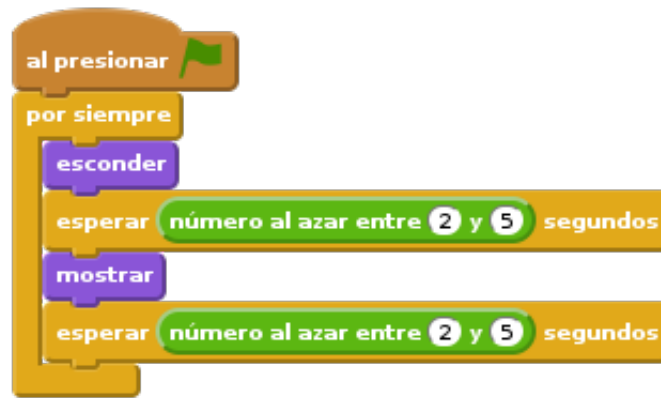 al presionar
por siempre
esconder
esperar número al azar entre 2 y 5 segundos
mostrar
esperar número al azar entre 2 y 5 segundos